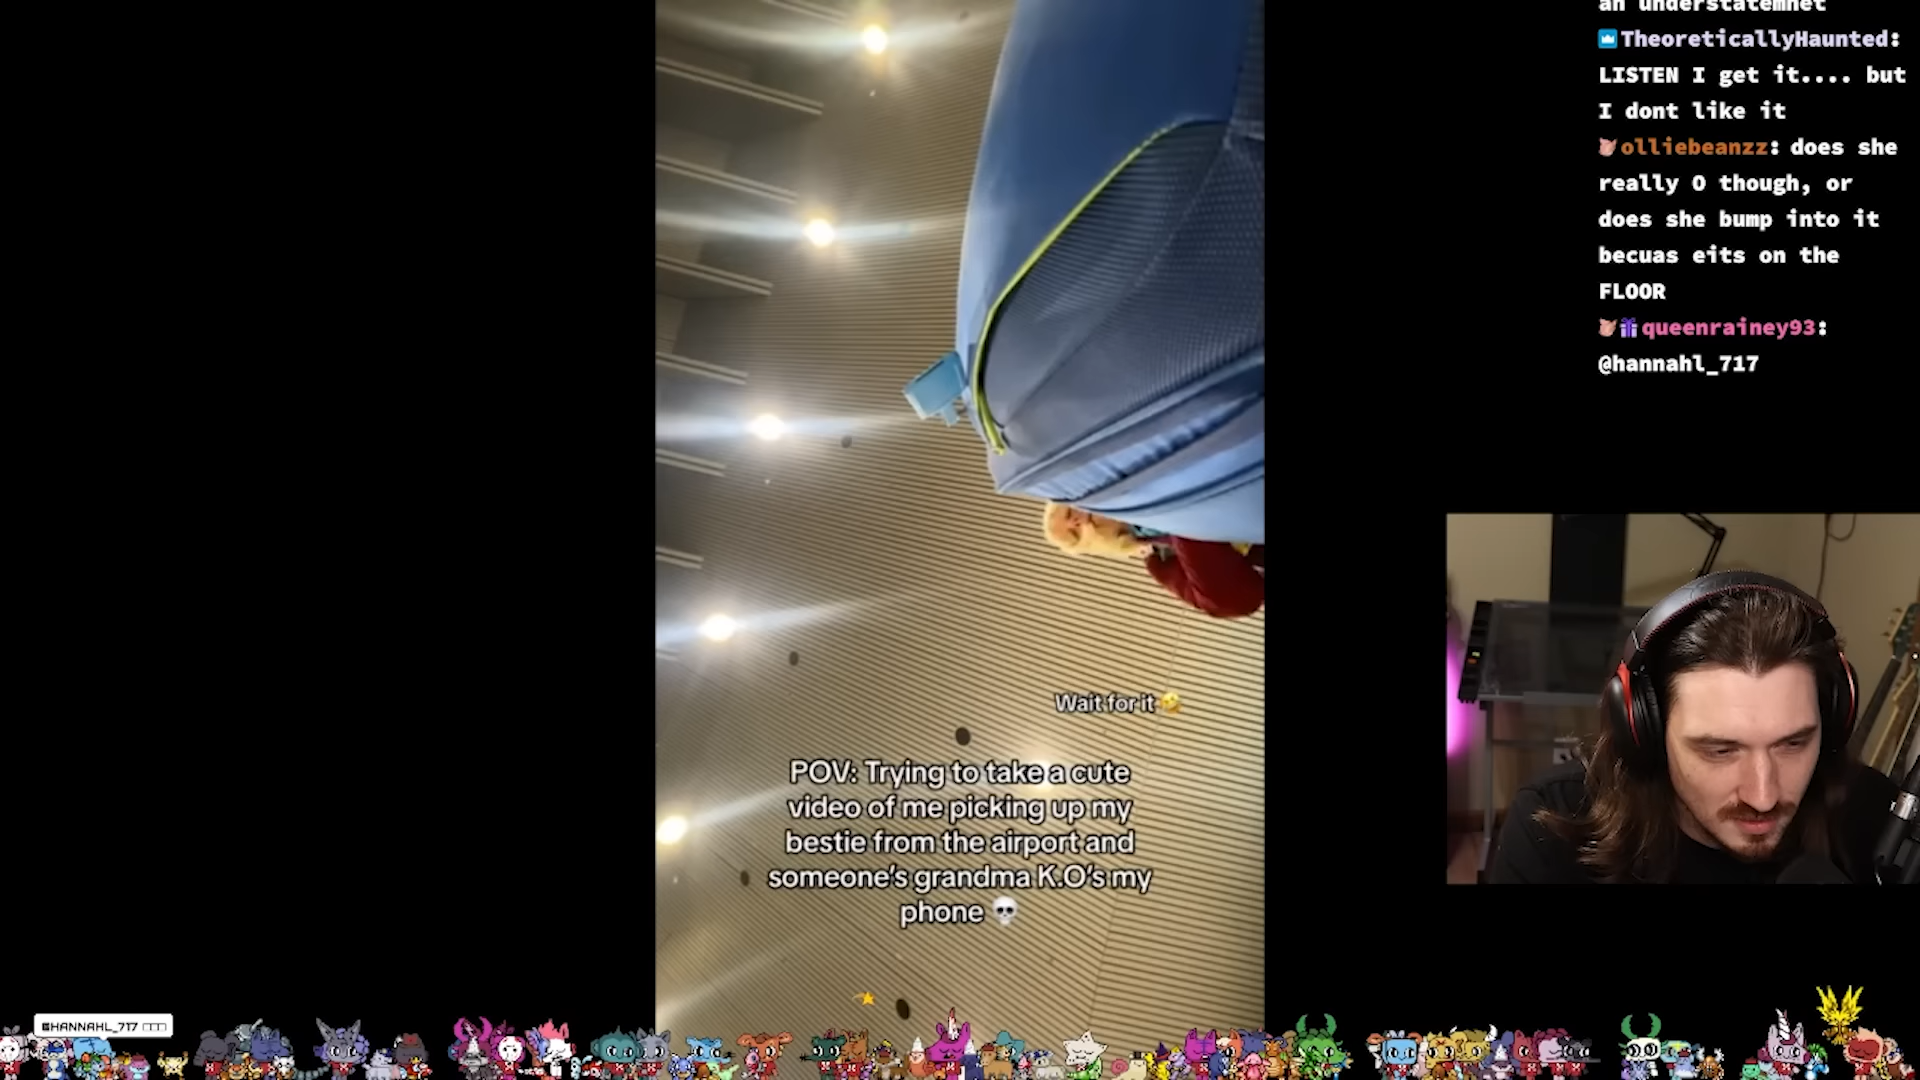 an understatemnet
TheoreticallyHaunted:
LISTEN I get it.... but
I dont like it
olliebeanzz: does she
really O though, or
does she bump into it
becuas eits on the
FLOOR
queenrainey93:
@hannahl_717
Wait for it
POV: Trying to take a cute
video of me picking up my
bestie from the airport and
someone's grandma K.O's my
phone
@HANNAHL_717